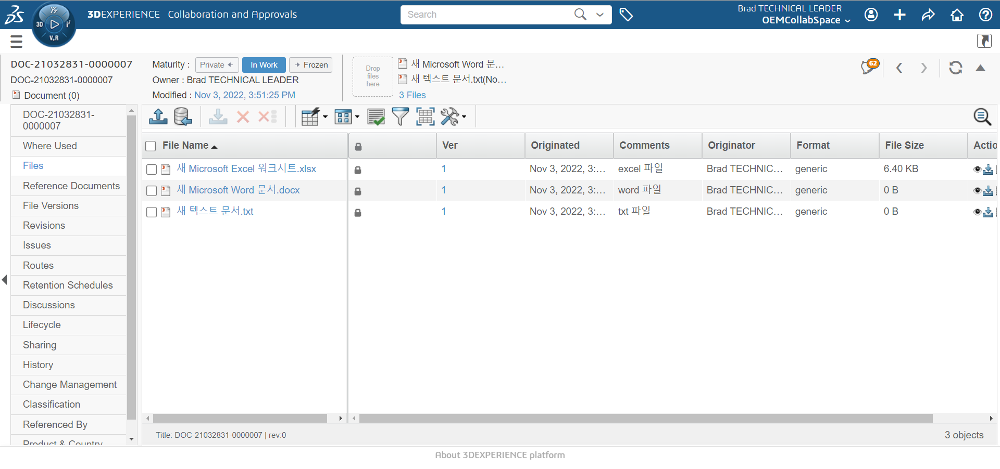 3DEXPERIENCE Collaboration and Approvals
Search
Brad TECHNICAL LEADER
OEMCollabSpace
3D
V.R
DOC-21032831-0000007
DOC-21032831-0000007
Document (0)
Maturity : Private In Work Frozen
Owner : Brad TECHNICAL LEADER
Modified : Nov 3, 2022, 3:51:25 PM
Drop
files
here
새 Microsoft Word 문...
새 텍스트 문서.txt(No...
3 Files
62
DOC-21032831-
0000007
Where Used
Files
Reference Documents
File Versions
Revisions
Issues
Routes
Retention Schedules
Discussions
Lifecycle
Sharing
History
Change Management
Classification
Referenced By
Product & Country
File Name Ver Originated Comments Originator Format File Size Actio
새 Microsoft Excel 워크시트.xlsx 1 Nov 3, 2022, 3:... excel 파일 Brad TECHNIC... generic 6.40 KB
새 Microsoft Word 문서.docx 1 Nov 3, 2022, 3:... word 파일 Brad TECHNIC... generic 0 B
새 텍스트 문서.txt 1 Nov 3, 2022, 3:... txt 파일 Brad TECHNIC... generic 0 B
Title: DOC-21032831-0000007 | rev:0
3 objects
About 3DEXPERIENCE platform